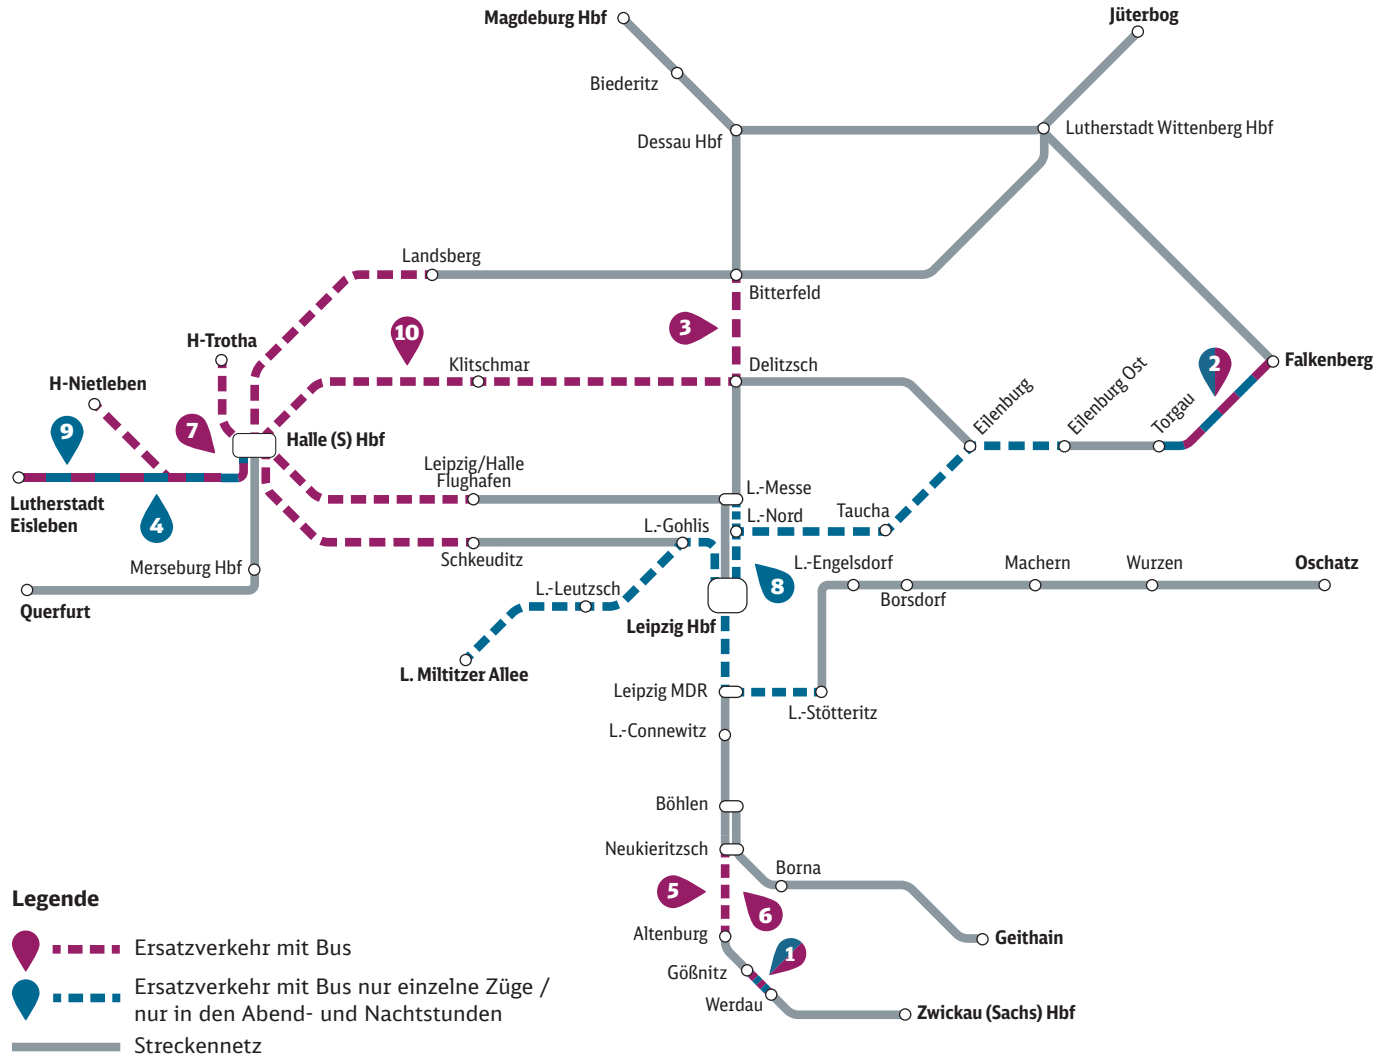 Magdeburg Hbf
Jüterbog
Biederitz
Dessau Hbf
Lutherstadt Wittenberg Hbf
Landsberg
Bitterfeld
3
10
H-Trotha
Klitschmar
Delitzsch
2
Falkenberg
H-Nietleben
Eilenburg
Eilenburg Ost
Torgau
9
7
Halle (S) Hbf
Leipzig/Halle
Flughafen
L.-Messe
Lutherstadt
Eisleben
4
L.-Gohlis
L.-Nord
Taucha
Merseburg Hbf
Schkeuditz
L.-Engelsdorf
Machern
Wurzen
Oschatz
Querfurt
L.-Leutzsch
8
Borsdorf
Leipzig Hbf
L. Miltitzer Allee
Leipzig MDR
L.-Stötteritz
L.-Connewitz
Böhlen
Neukieritzsch
Borna
5
6
Altenburg
Geithain
1
Gößnitz
Werdau
Zwickau (Sachs) Hbf
Legende
Ersatzverkehr mit Bus
Ersatzverkehr mit Bus nur einzelne Züge /
nur in den Abend- und Nachtstunden
Streckennetz